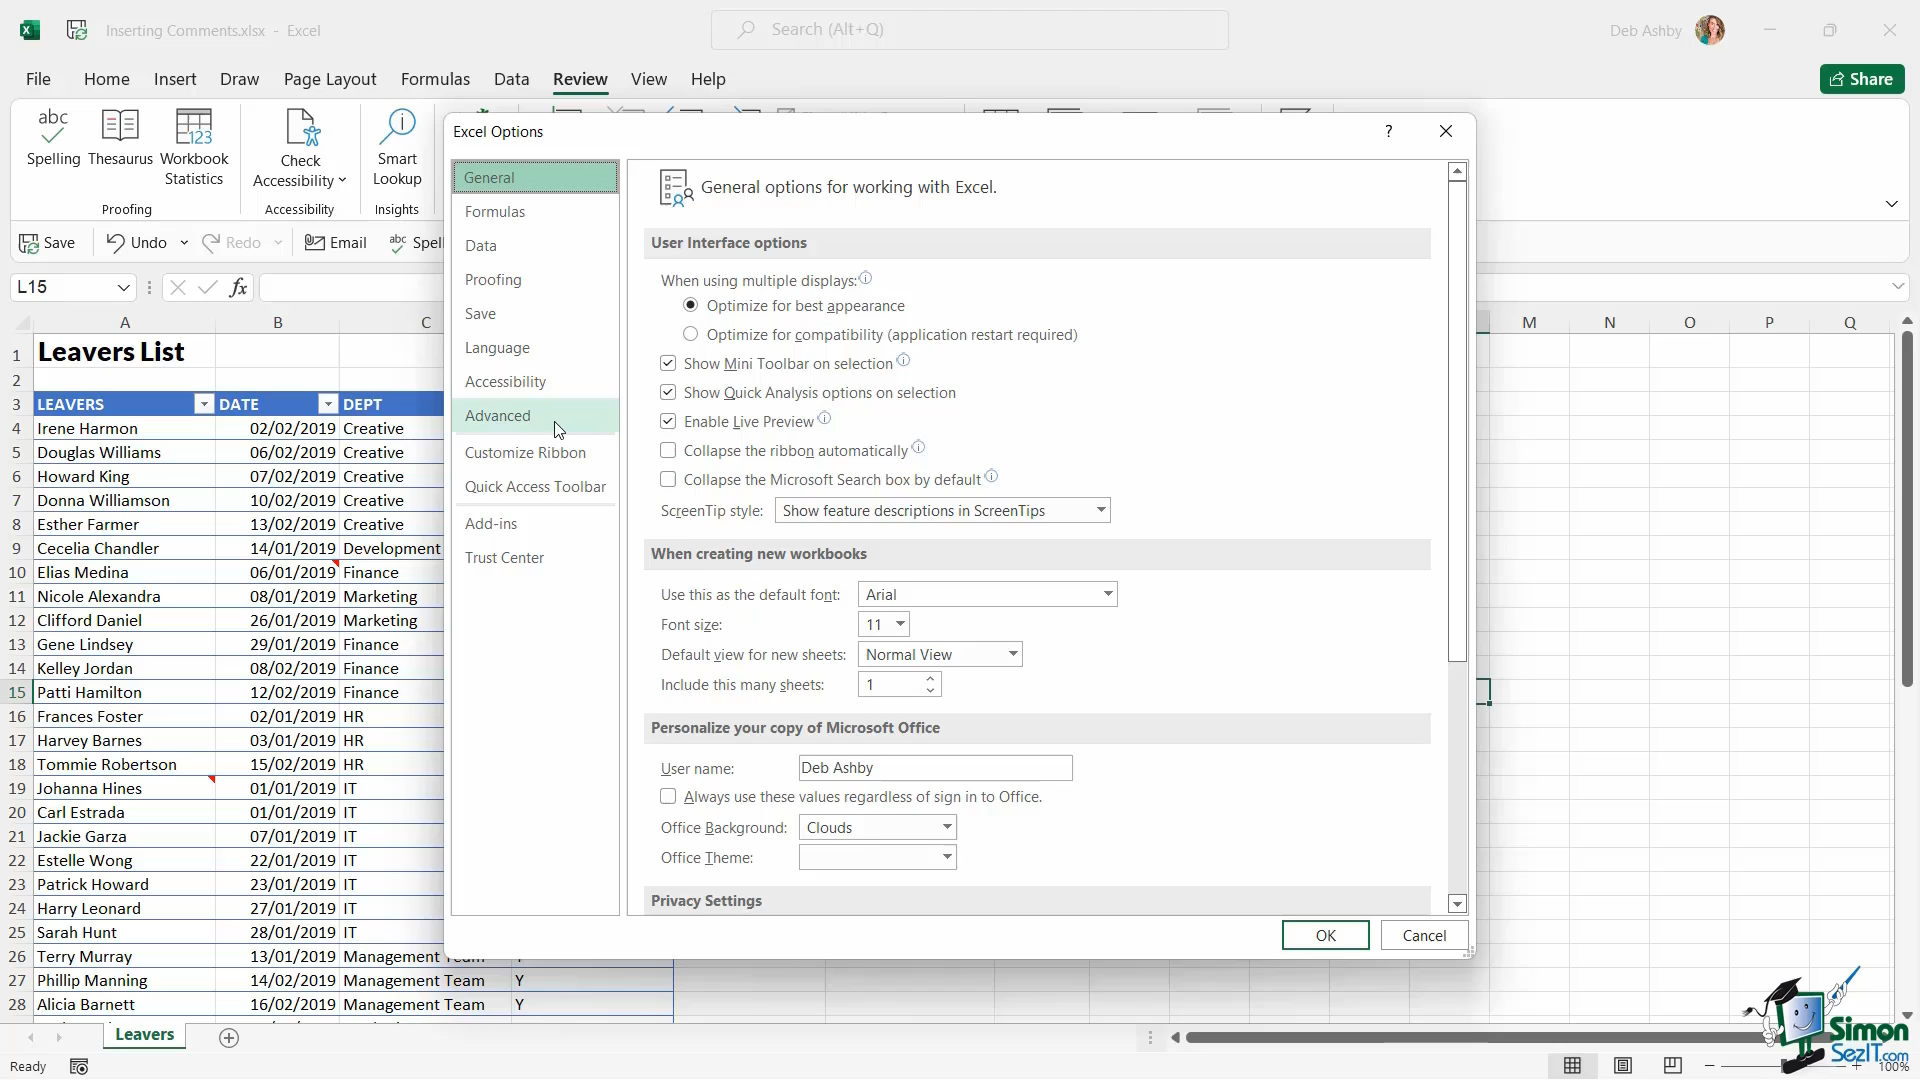 Inserting Comments.xlsx - Excel
Search (Alt+Q)
Deb Ashby
File Home Insert Draw Page Layout Formulas Data Review View Help
Share
abc
Spelling
Thesaurus
123
Workbook
Statistics
Check
Accessibility
Smart
Lookup
Proofing
Accessibility
Insights
Save Undo Redo Email abc Spell
L15
fx
A B C M N O P Q
1 Leavers List
2
3 LEAVERS DATE DEPT
4 Irene Harmon 02/02/2019 Creative
5 Douglas Williams 06/02/2019 Creative
6 Howard King 07/02/2019 Creative
7 Donna Williamson 10/02/2019 Creative
8 Esther Farmer 13/02/2019 Creative
9 Cecelia Chandler 14/01/2019 Development
10 Elias Medina 06/01/2019 Finance
11 Nicole Alexandra 08/01/2019 Marketing
12 Clifford Daniel 26/01/2019 Marketing
13 Gene Lindsey 29/01/2019 Finance
14 Kelley Jordan 08/02/2019 Finance
15 Patti Hamilton 12/02/2019 Finance
16 Frances Foster 02/01/2019 HR
17 Harvey Barnes 03/01/2019 HR
18 Tommie Robertson 15/02/2019 HR
19 Johanna Hines 01/01/2019 IT
20 Carl Estrada 01/01/2019 IT
21 Jackie Garza 07/01/2019 IT
22 Estelle Wong 22/01/2019 IT
23 Patrick Howard 23/01/2019 IT
24 Harry Leonard 27/01/2019 IT
25 Sarah Hunt 28/01/2019 IT
26 Terry Murray 13/01/2019 Management
27 Phillip Manning 14/02/2019 Management Team Y
28 Alicia Barnett 16/02/2019 Management Team Y
Excel Options
?
General
Formulas
Data
Proofing
Save
Language
Accessibility
Advanced
Customize Ribbon
Quick Access Toolbar
Add-ins
Trust Center
General options for working with Excel.
User Interface options
When using multiple displays:
Optimize for best appearance
Optimize for compatibility (application restart required)
Show Mini Toolbar on selection
Show Quick Analysis options on selection
Enable Live Preview
Collapse the ribbon automatically
Collapse the Microsoft Search box by default
ScreenTip style: Show feature descriptions in ScreenTips
When creating new workbooks
Use this as the default font: Arial
Font size: 11
Default view for new sheets: Normal View
Include this many sheets: 1
Personalize your copy of Microsoft Office
User name: Deb Ashby
Always use these values regardless of sign in to Office.
Office Background: Clouds
Office Theme:
Privacy Settings
OK Cancel
Leavers
Ready
100%
Simon
SezIT.com